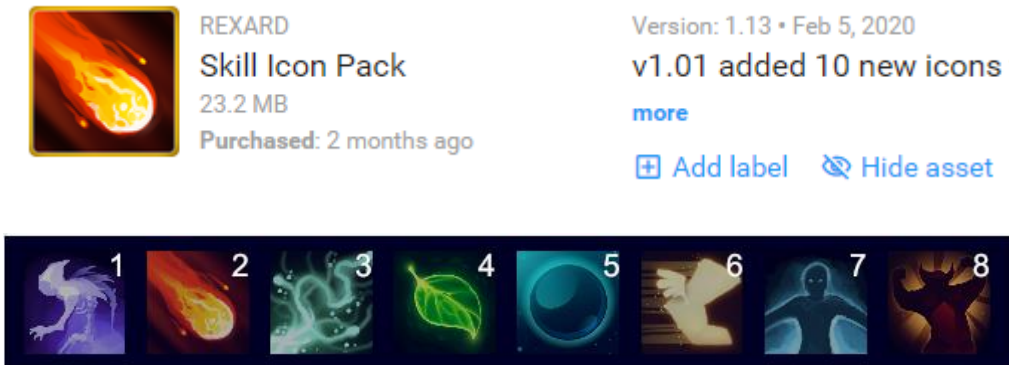 REXARD
Skill Icon Pack
23.2 MB
Purchased: 2 months ago
Version: 1.13 • Feb 5, 2020
v1.01 added 10 new icons
more
Add label
Hide asset
1 2 3 4 5 6 7 8